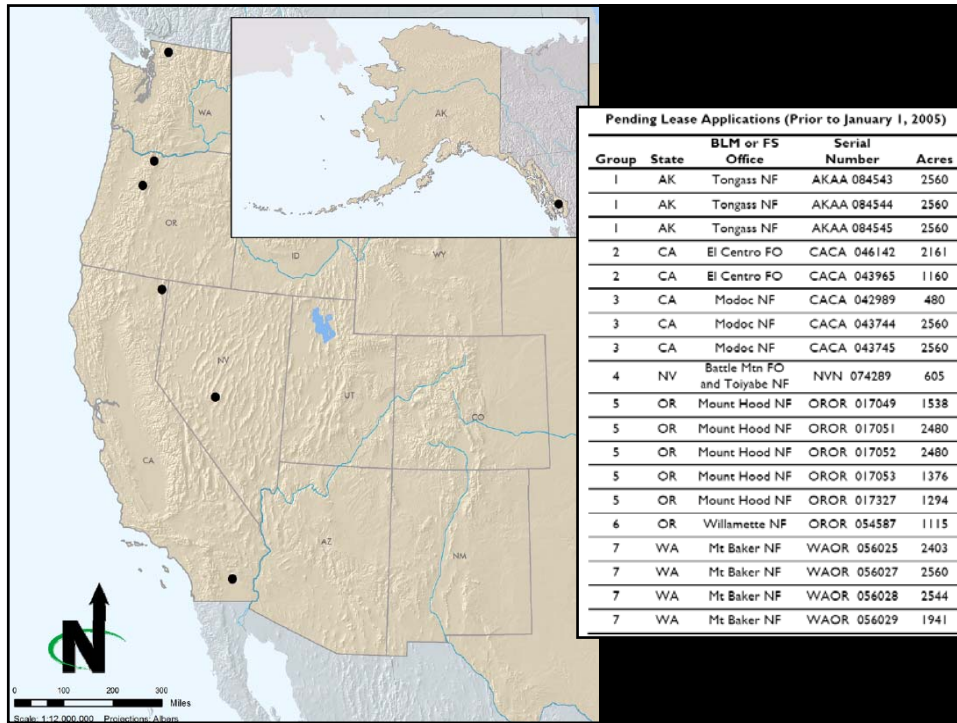 WA
OR
ID
WY
NV
UT
CO
CA
AZ
NM
AK
N
0 100 200 300
Miles
Scale: 1:12,000,000 Projections: Albers
Pending Lease Applications (Prior to January 1, 2005)
BLM or FS Serial
Group State Office Number Acres
1 AK Tongass NF AKAA 084543 2560
1 AK Tongass NF AKAA 084544 2560
1 AK Tongass NF AKAA 084545 2560
2 CA El Centro FO CACA 046142 2161
2 CA El Centro FO CACA 043965 1160
3 CA Modoc NF CACA 042989 480
3 CA Modoc NF CACA 043744 2560
3 CA Modoc NF CACA 043745 2560
4 NV Battle Mtn FO and Toiyabe NF NVN 074289 605
5 OR Mount Hood NF OROR 017049 1538
5 OR Mount Hood NF OROR 017051 2480
5 OR Mount Hood NF OROR 017052 2480
5 OR Mount Hood NF OROR 017053 1376
5 OR Mount Hood NF OROR 017327 1294
6 OR Willamette NF OROR 054587 1115
7 WA Mt Baker NF WAOR 056025 2403
7 WA Mt Baker NF WAOR 056027 2560
7 WA Mt Baker NF WAOR 056028 2544
7 WA Mt Baker NF WAOR 056029 1941